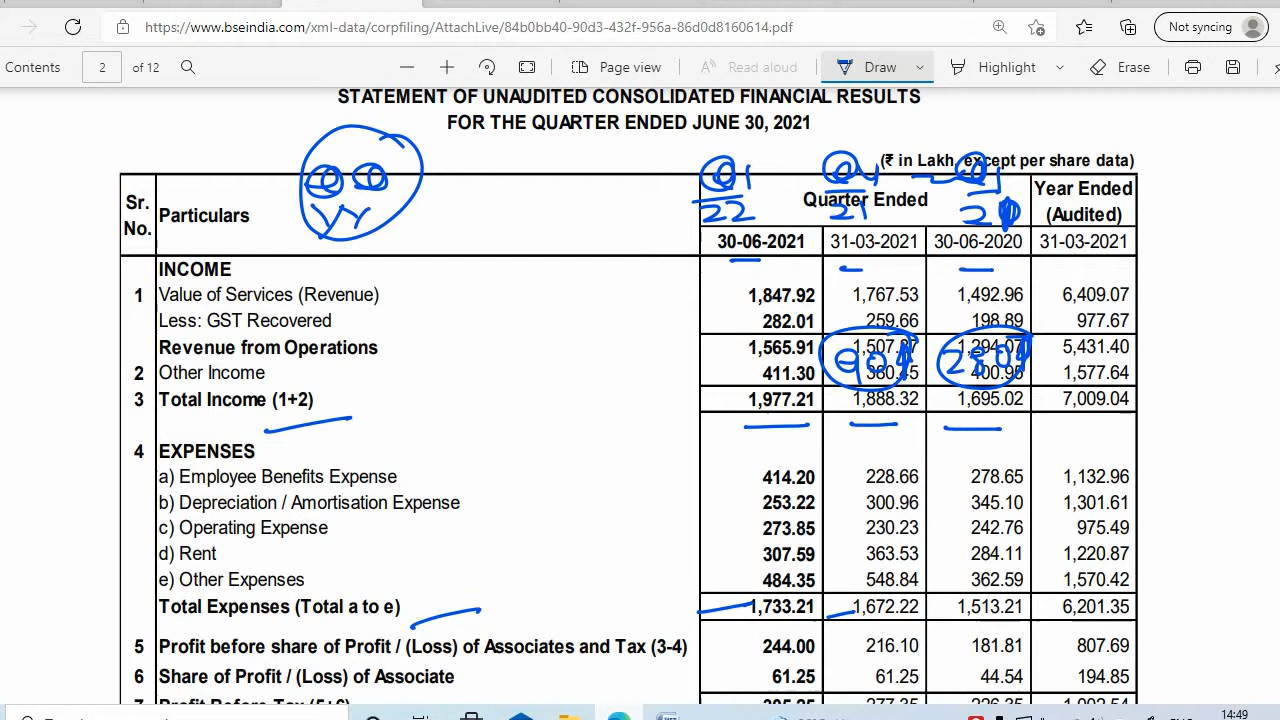 https://www.bseindia.com/xml-data/corpfiling/AttachLive/84b0bb40-90d3-432f-956a-86d0d8160614.pdf
Not syncing
Contents 2 of 12 Page view Read aloud Draw Highlight Erase
STATEMENT OF UNAUDITED CONSOLIDATED FINANCIAL RESULTS
FOR THE QUARTER ENDED JUNE 30, 2021
(₹ in Lakh, except per share data)
Sr. No. Particulars Quarter Ended Year Ended (Audited)
QQ
YY
Q1 Q4 Q1
22 21 21
30-06-2021 31-03-2021 30-06-2020 31-03-2021
INCOME
1 Value of Services (Revenue) 1,847.92 1,767.53 1,492.96 6,409.07
Less: GST Recovered 282.01 259.66 198.89 977.67
Revenue from Operations 1,565.91 1,294.07 5,431.40
90 280
2 Other Income 411.30 400.95 1,577.64
3 Total Income (1+2) 1,977.21 1,888.32 1,695.02 7,009.04
4 EXPENSES
a) Employee Benefits Expense 414.20 228.66 278.65 1,132.96
b) Depreciation / Amortisation Expense 253.22 300.96 345.10 1,301.61
c) Operating Expense 273.85 230.23 242.76 975.49
d) Rent 307.59 363.53 284.11 1,220.87
e) Other Expenses 484.35 548.84 362.59 1,570.42
Total Expenses (Total a to e) 1,733.21 1,672.22 1,513.21 6,201.35
5 Profit before share of Profit / (Loss) of Associates and Tax (3-4) 244.00 216.10 181.81 807.69
6 Share of Profit / (Loss) of Associate 61.25 61.25 44.54 194.85
14:49